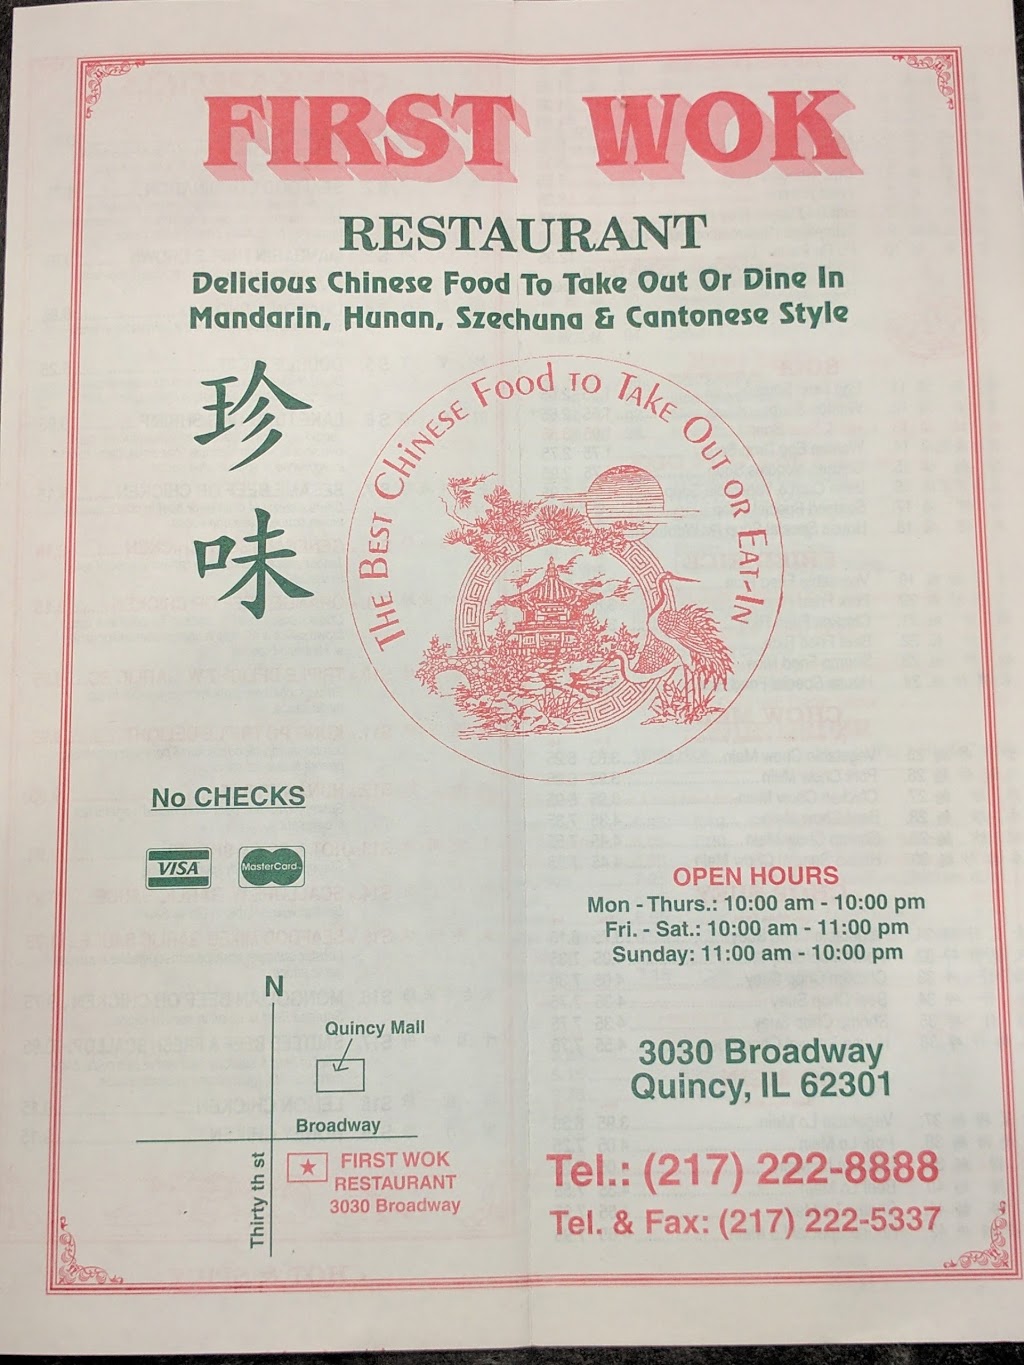 FIRST WOK
RESTAURANT
Delicious Chinese Food To Take Out Or Dine In
Mandarin, Hunan, Szechuna & Cantonese Style
珍
味
THE BEST CHINESE FOOD TO TAKE OUT OR EAT-IN
No CHECKS
VISA
MasterCard
OPEN HOURS
Mon - Thurs.: 10:00 am - 10:00 pm
Fri. - Sat.: 10:00 am - 11:00 pm
Sunday: 11:00 am - 10:00 pm
N
Quincy Mall
Broadway
Thirty th st
FIRST WOK
RESTAURANT
3030 Broadway
3030 Broadway
Quincy, IL 62301
Tel.: (217) 222-8888
Tel. & Fax: (217) 222-5337